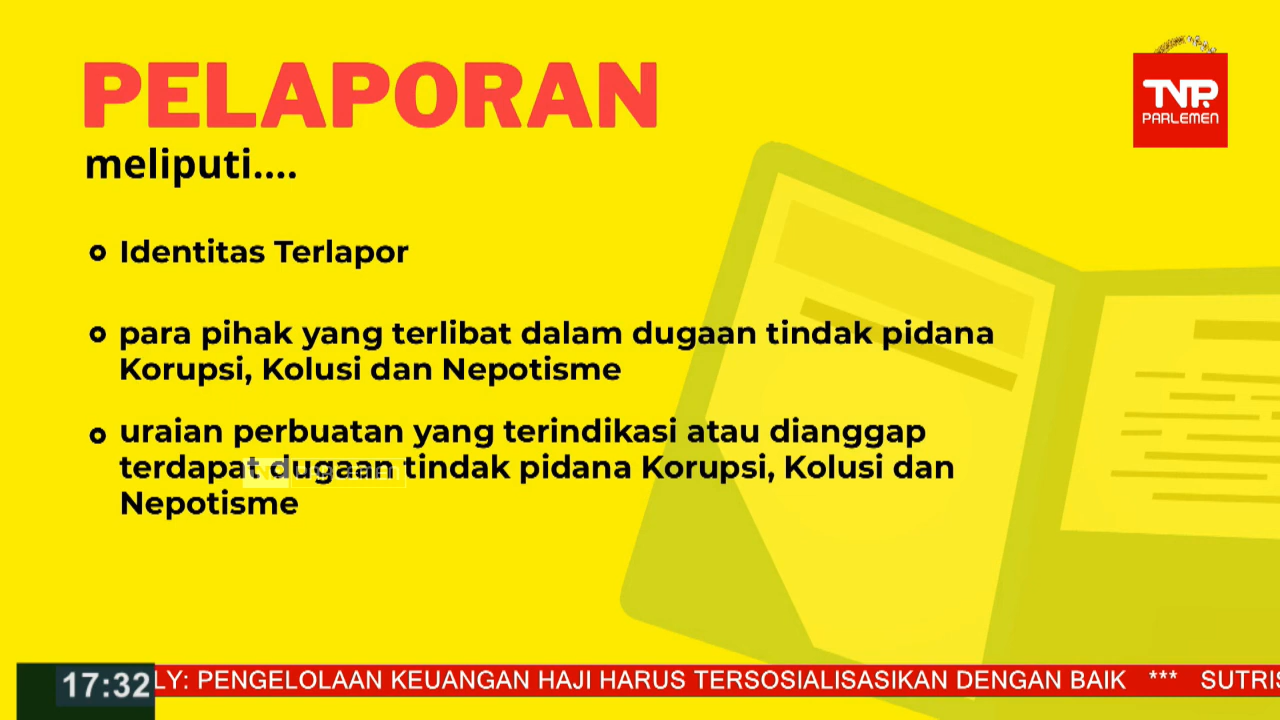 PELAPORAN
TVP
PARLEMEN
meliputi....
Identitas Terlapor
para pihak yang terlibat dalam dugaan tindak pidana
Korupsi, Kolusi dan Nepotisme
uraian perbuatan yang terindikasi atau dianggap
terdapat dugaan tindak pidana Korupsi, Kolusi dan
Nepotisme
17:32
LY: PENGELOLAAN KEUANGAN HAJI HARUS TERSOSIALISASIKAN DENGAN BAIK *** SUTRIS